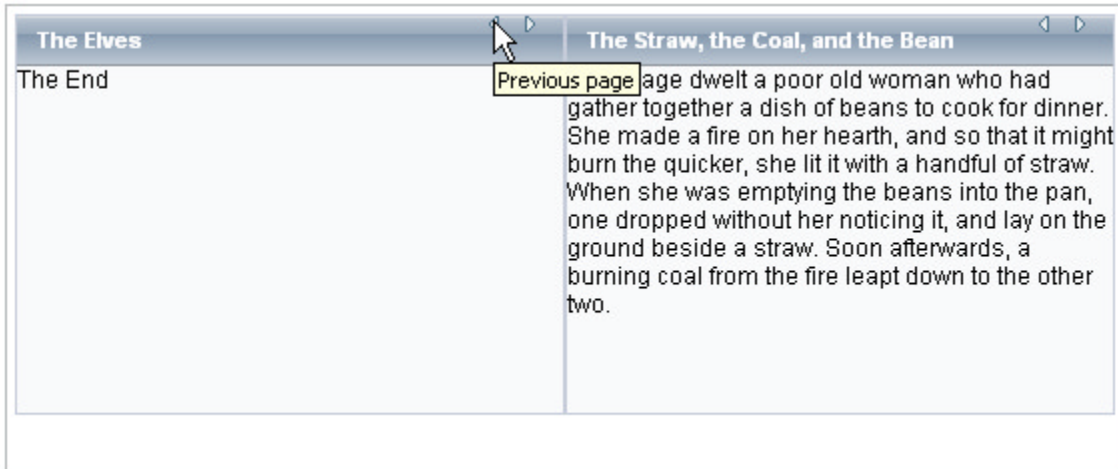 The Elves
The End
Previous page
The Straw, the Coal, and the Bean
age dwelt a poor old woman who had
gather together a dish of beans to cook for dinner.
She made a fire on her hearth, and so that it might
burn the quicker, she lit it with a handful of straw.
When she was emptying the beans into the pan,
one dropped without her noticing it, and lay on the
ground beside a straw. Soon afterwards, a
burning coal from the fire leapt down to the other
two.